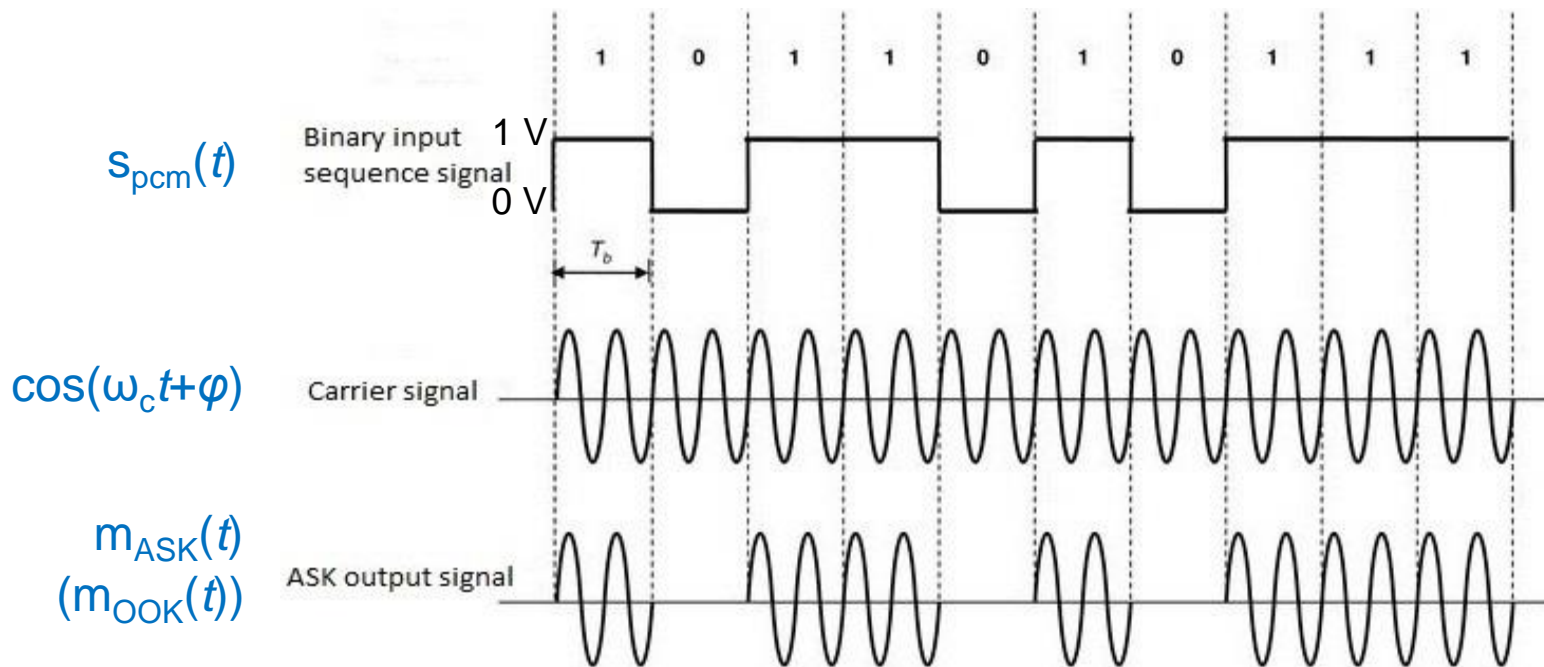 1 0 1 1 0 1 0 1 1 1
s_pcm(t)
Binary input
sequence signal
1 V
0 V
T_b
cos(ω_c t+φ)
Carrier signal
m_ASK(t)
(m_OOK(t))
ASK output signal